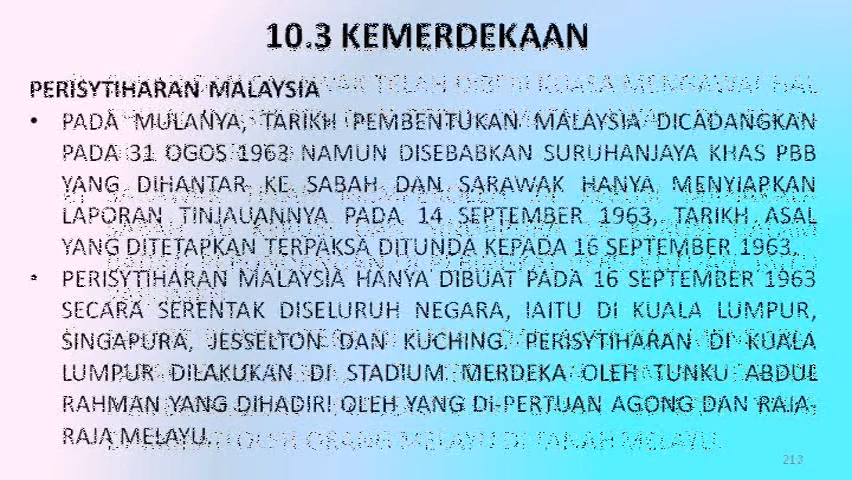 10.3 KEMERDEKAAN
PERISYTIHARAN MALAYSIA
• PADA MULANYA, TARIKH PEMBENTUKAN MALAYSIA DICADANGKAN
PADA 31 OGOS 1963 NAMUN DISEBABKAN SURUHANJAYA KHAS PBB
YANG DIHANTAR KE SABAH DAN SARAWAK HANYA MENYIAPKAN
LAPORAN TINJAUANNYA PADA 14 SEPTEMBER 1963, TARIKH ASAL
YANG DITETAPKAN TERPAKSA DITUNDA KEPADA 16 SEPTEMBER 1963.
• PERISYTIHARAN MALAYSIA HANYA DIBUAT PADA 16 SEPTEMBER 1963
SECARA SERENTAK DISELURUH NEGARA, IAITU DI KUALA LUMPUR,
SINGAPURA, JESSELTON DAN KUCHING. PERISYTIHARAN DI KUALA
LUMPUR DILAKUKAN DI STADIUM MERDEKA OLEH TUNKU ABDUL
RAHMAN YANG DIHADIRI OLEH YANG DI-PERTUAN AGONG DAN RAJA-
RAJA MELAYU.
213